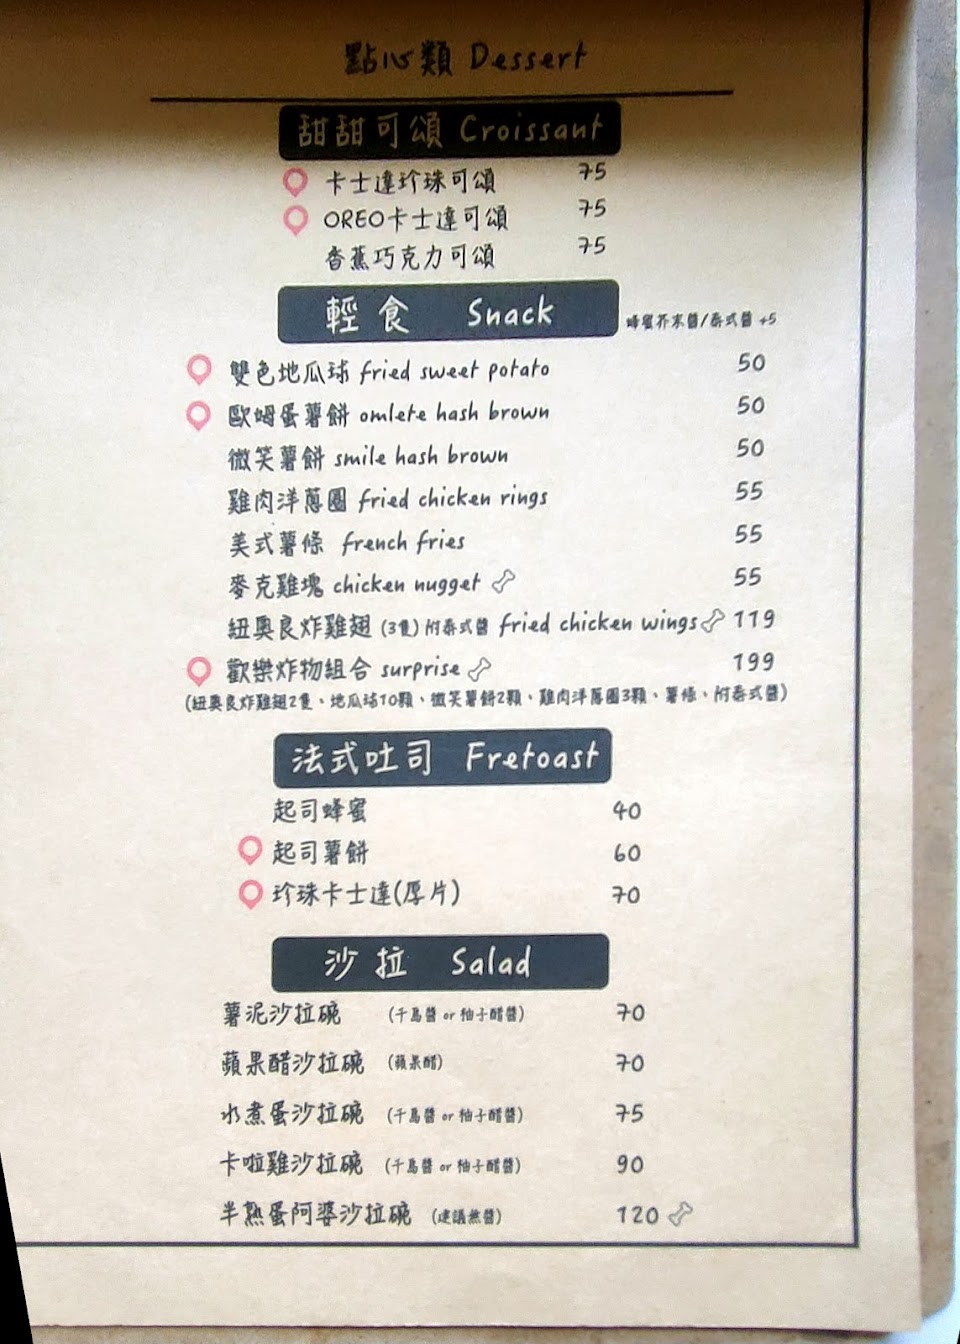 點心類 Dessert
甜甜可頌 Croissant
卡士達珍珠可頌 75
OREO卡士達可頌 75
香蕉巧克力可頌 75
輕食 Snack 蜂蜜芥末醬/泰式醬 +5
雙色地瓜球 fried sweet potato 50
歐姆蛋薯餅 omlete hash brown 50
微笑薯餅 smile hash brown 50
雞肉洋蔥圈 fried chicken rings 55
美式薯條 french fries 55
麥克雞塊 chicken nugget 55
紐奧良炸雞翅 (3隻) 附泰式醬 fried chicken wings 119
歡樂炸物組合 surprise 199
(紐奧良炸雞翅2隻、地瓜球10顆、微笑薯餅2顆、雞肉洋蔥圈3顆、薯條、附泰式醬)
法式吐司 Fretoast
起司蜂蜜 40
起司薯餅 60
珍珠卡士達(厚片) 70
沙拉 Salad
薯泥沙拉碗 (千島醬 or 柚子醋醬) 70
蘋果醋沙拉碗 (蘋果醋) 70
水煮蛋沙拉碗 (千島醬 or 柚子醋醬) 75
卡啦雞沙拉碗 (千島醬 or 柚子醋醬) 90
半熟蛋阿婆沙拉碗 (建議無醬) 120